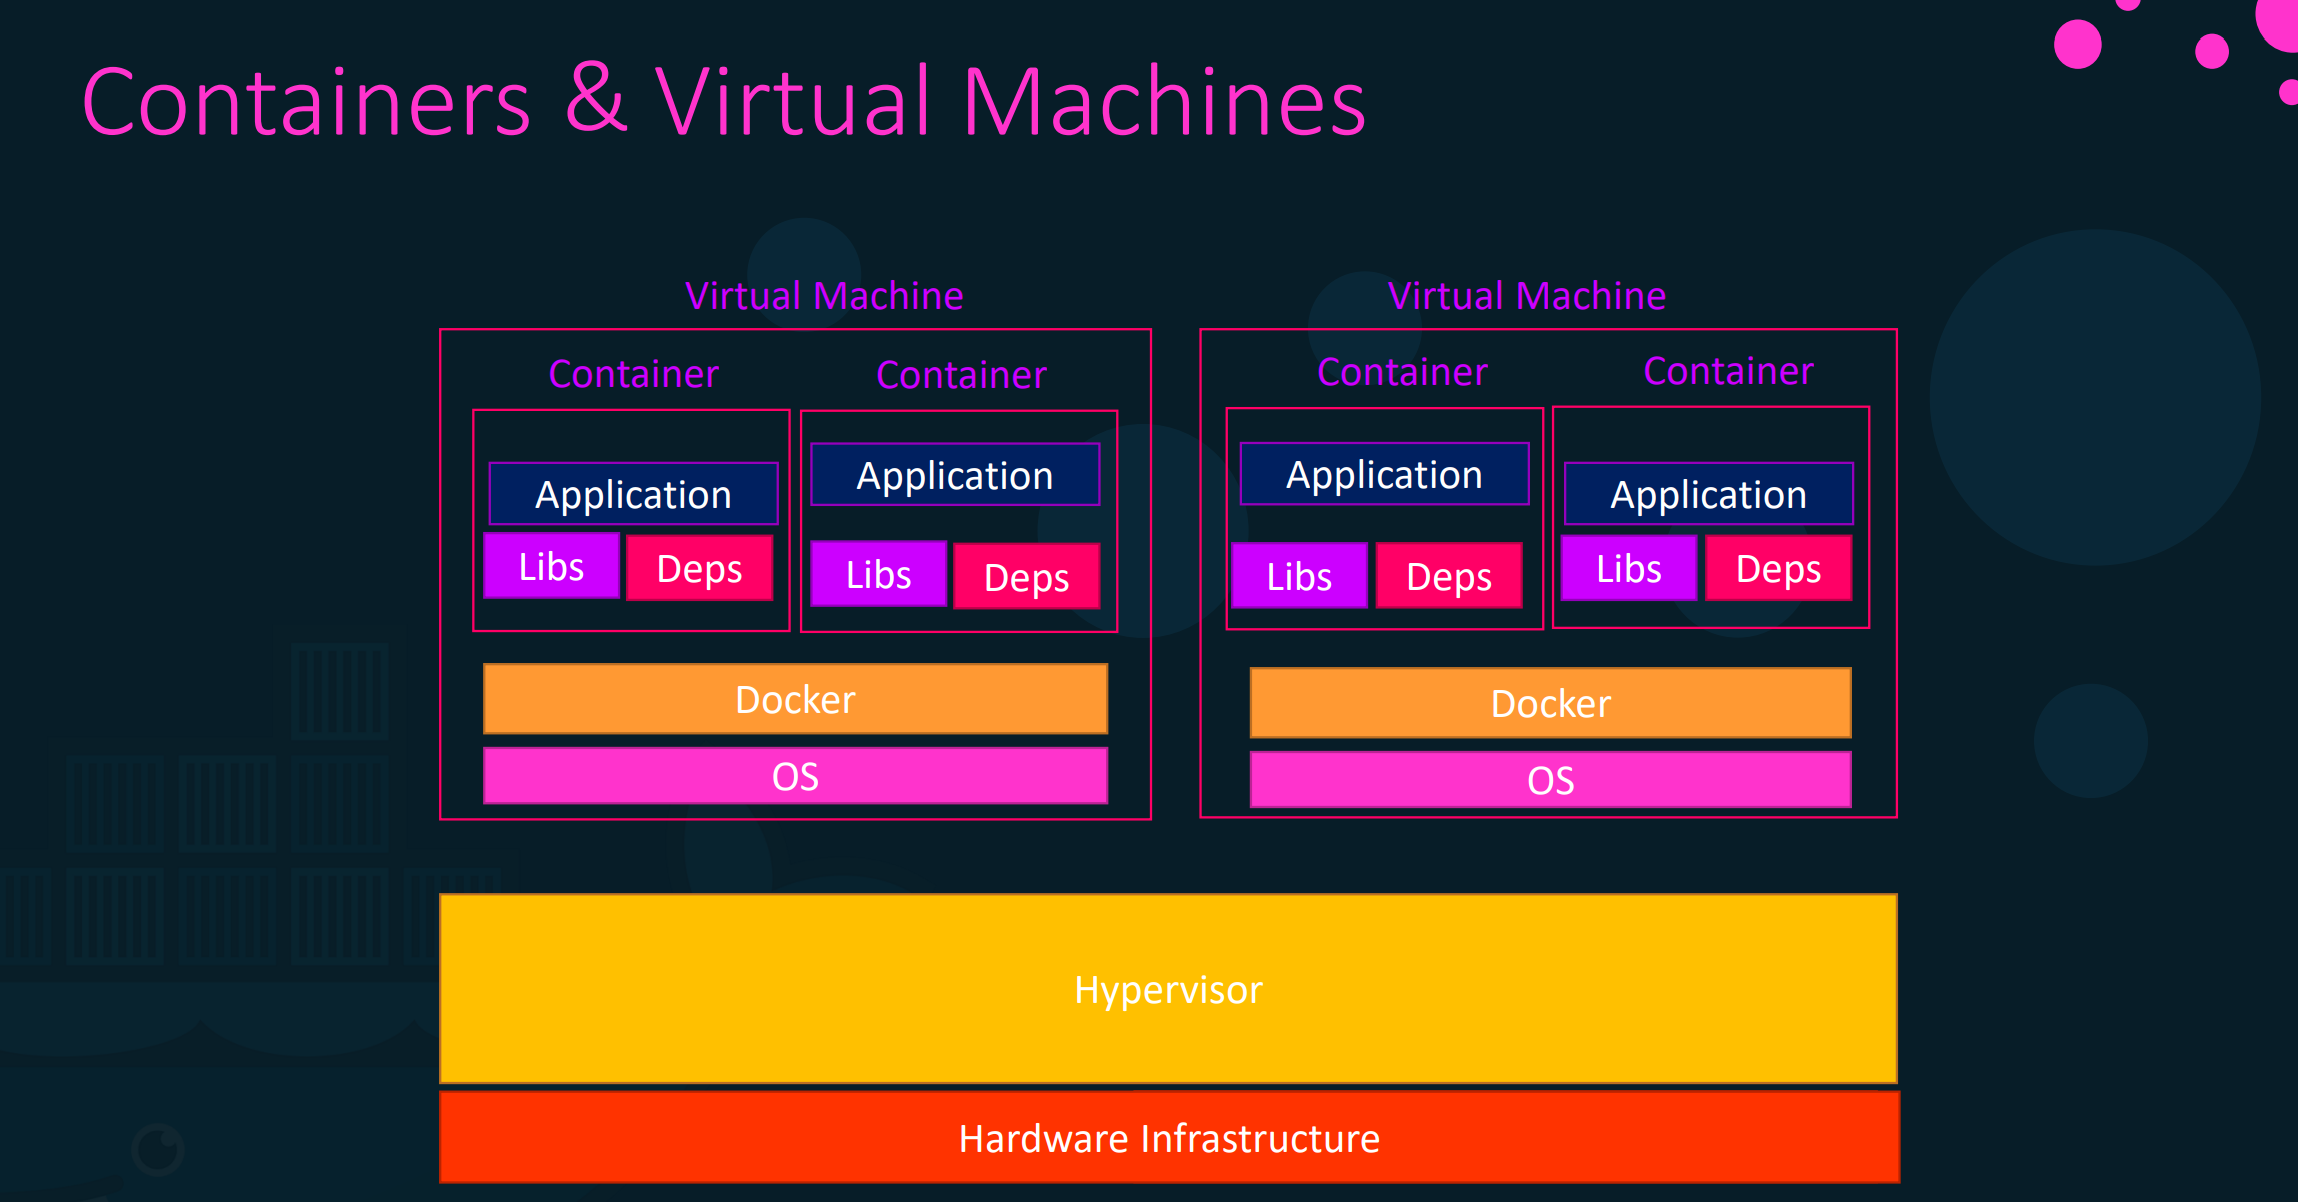 Containers & Virtual Machines
Virtual Machine
Container
Container
Application
Libs
Deps
Application
Libs
Deps
Docker
OS
Virtual Machine
Container
Container
Application
Libs
Deps
Application
Libs
Deps
Docker
OS
Hypervisor
Hardware Infrastructure